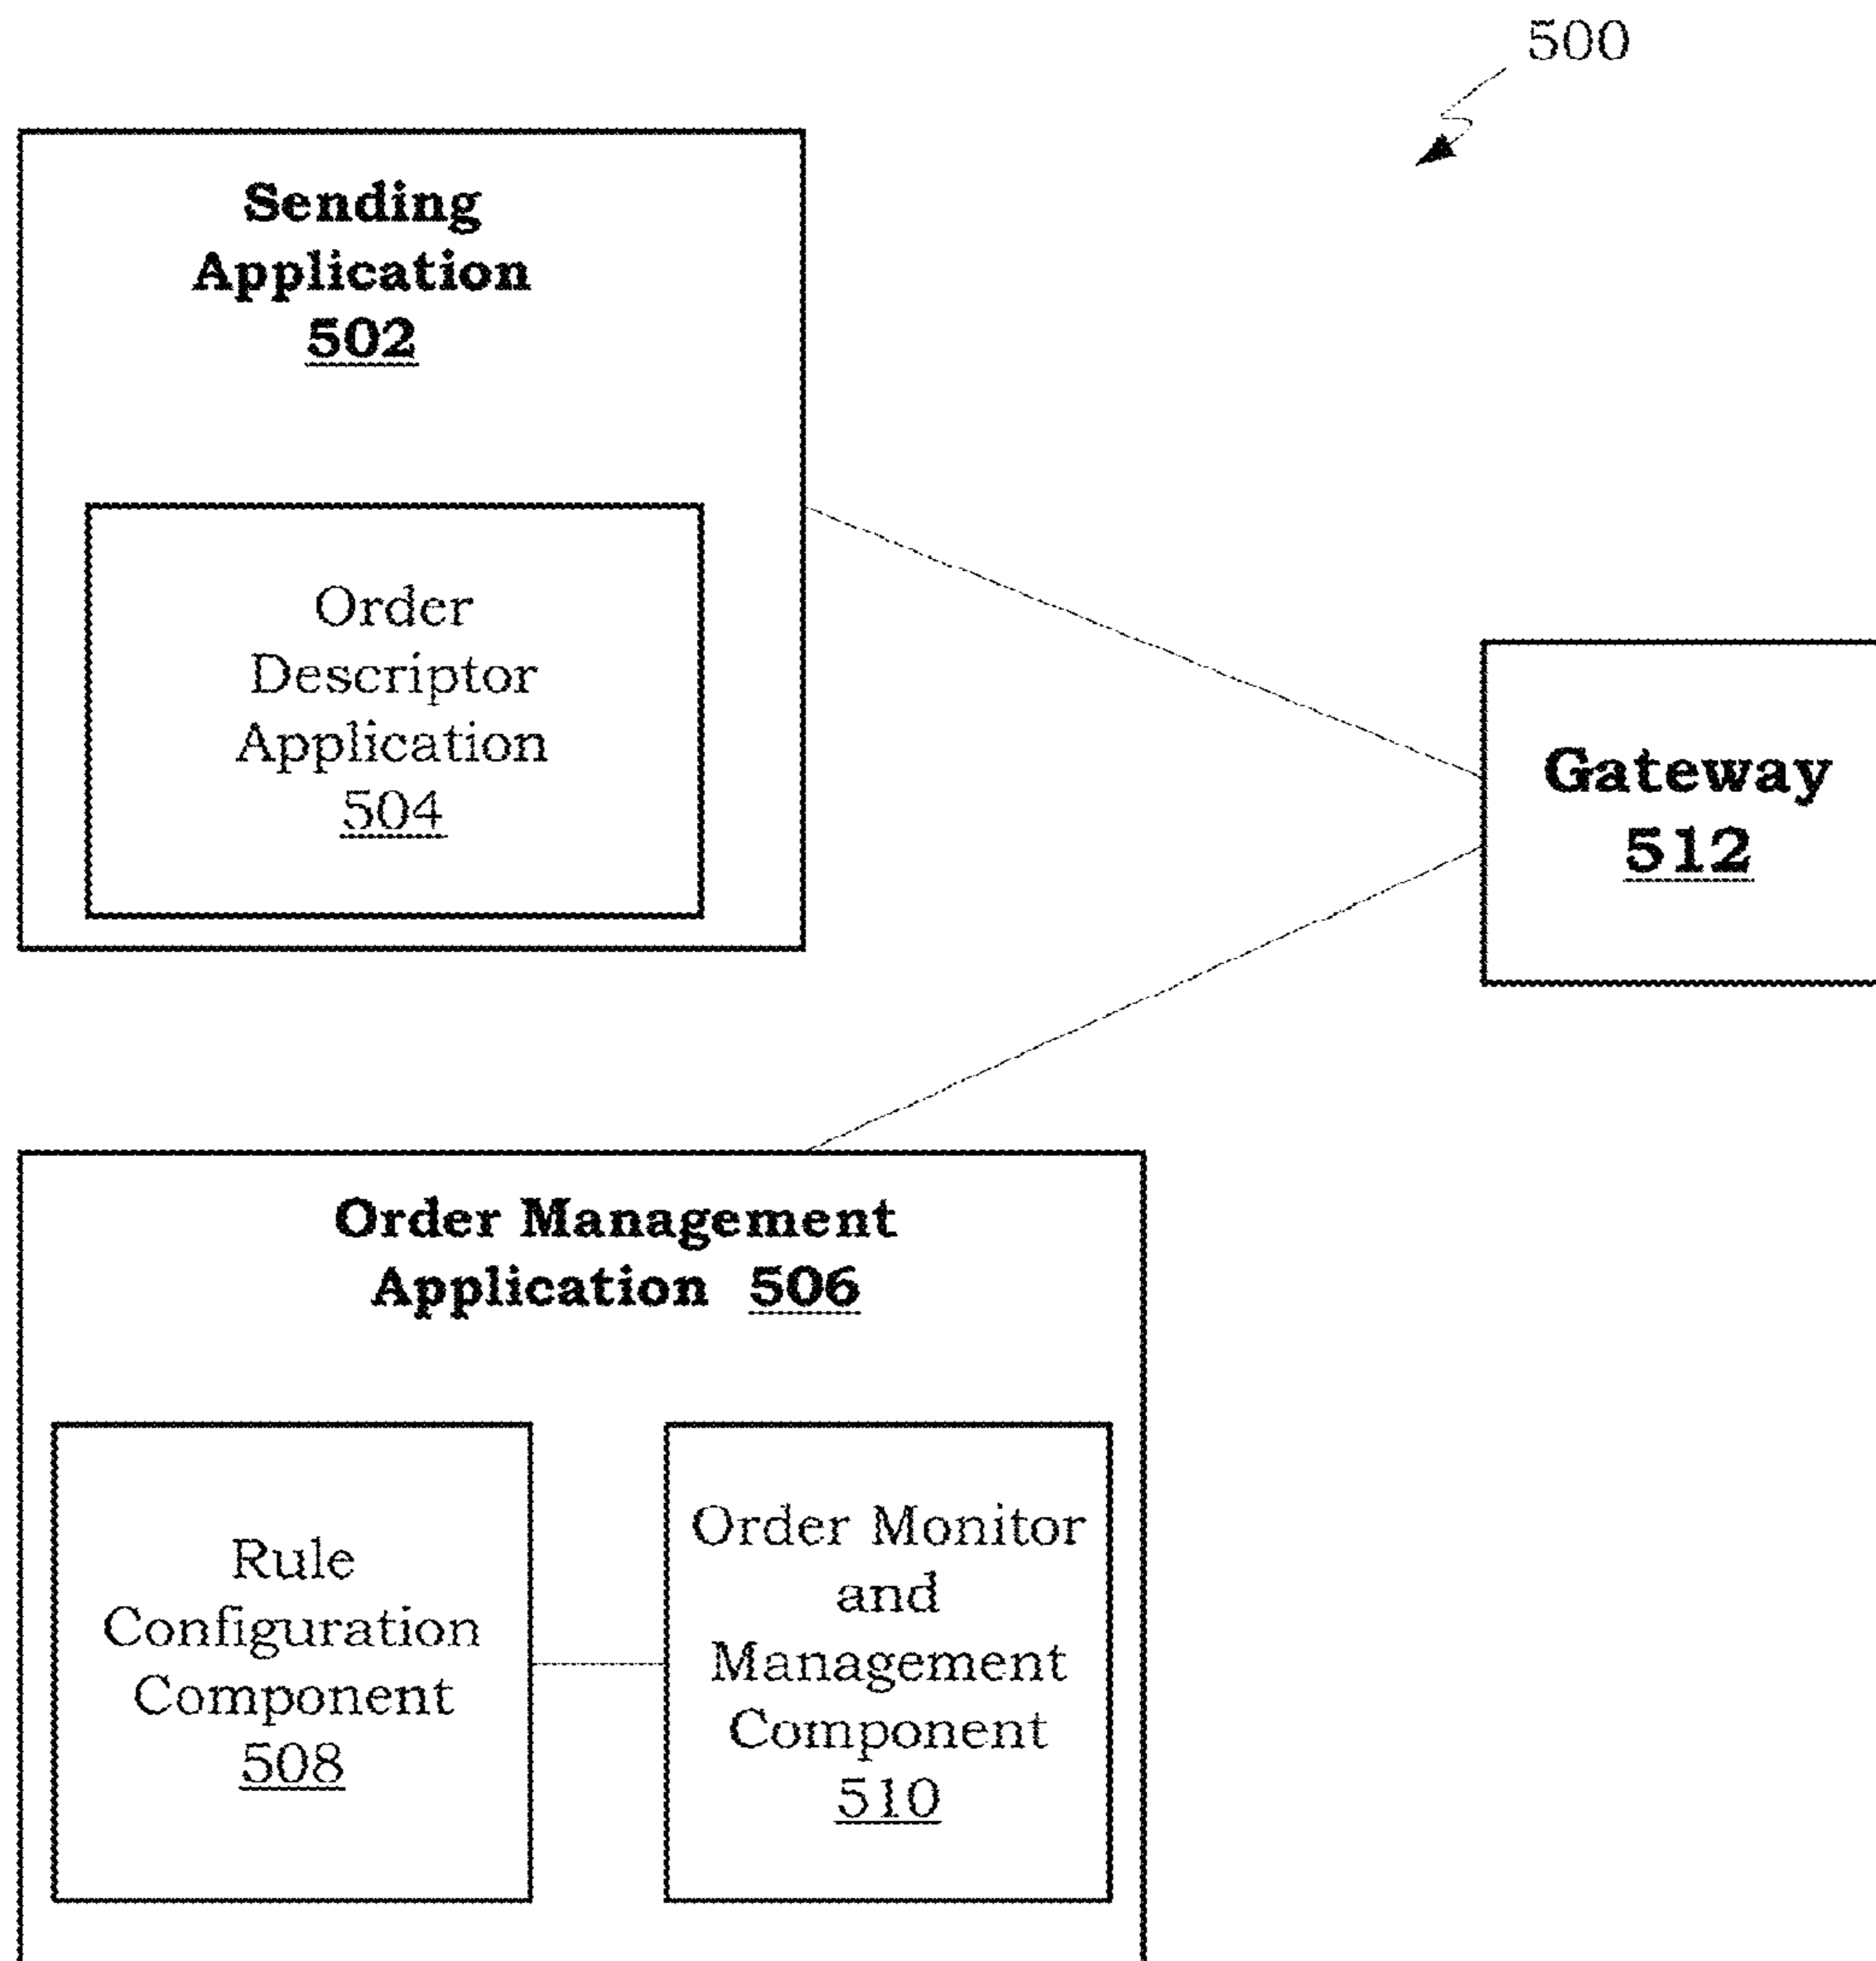 500
Sending
Application
502
Order
Descriptor
Application
504
Gateway
512
Order Management
Application 506
Rule
Configuration
Component
508
Order Monitor
and
Management
Component
510